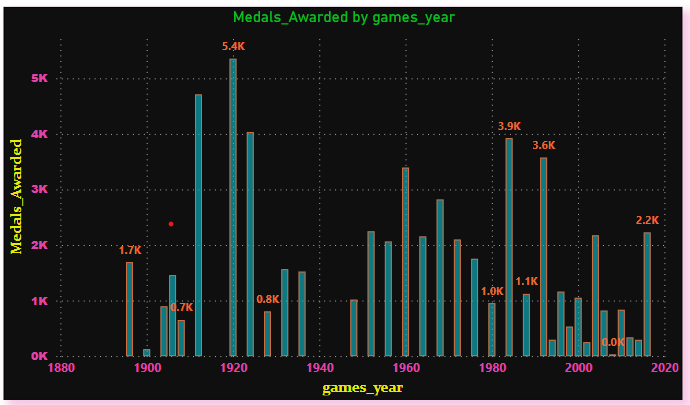 Medals_Awarded by games_year
5.4K
5K
4K
3.9K
3.6K
Medals_Awarded
3K
2K
2.2K
1.7K
1K
0.7K
0.8K
1.0K
1.1K
0.0K
0K
1880 1900 1920 1940 1960 1980 2000 2020
games_year